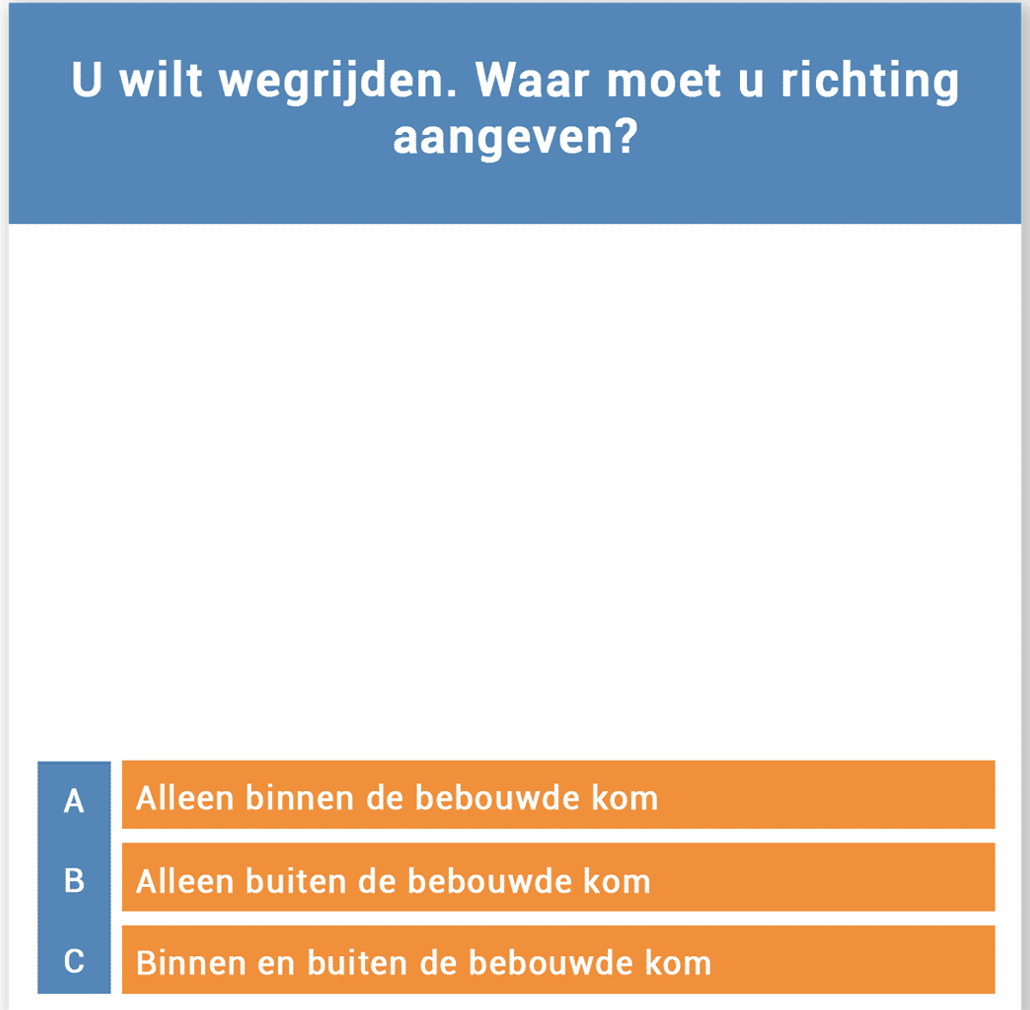 U wilt wegrijden. Waar moet u richting
aangeven?
A Alleen binnen de bebouwde kom
B Alleen buiten de bebouwde kom
C Binnen en buiten de bebouwde kom